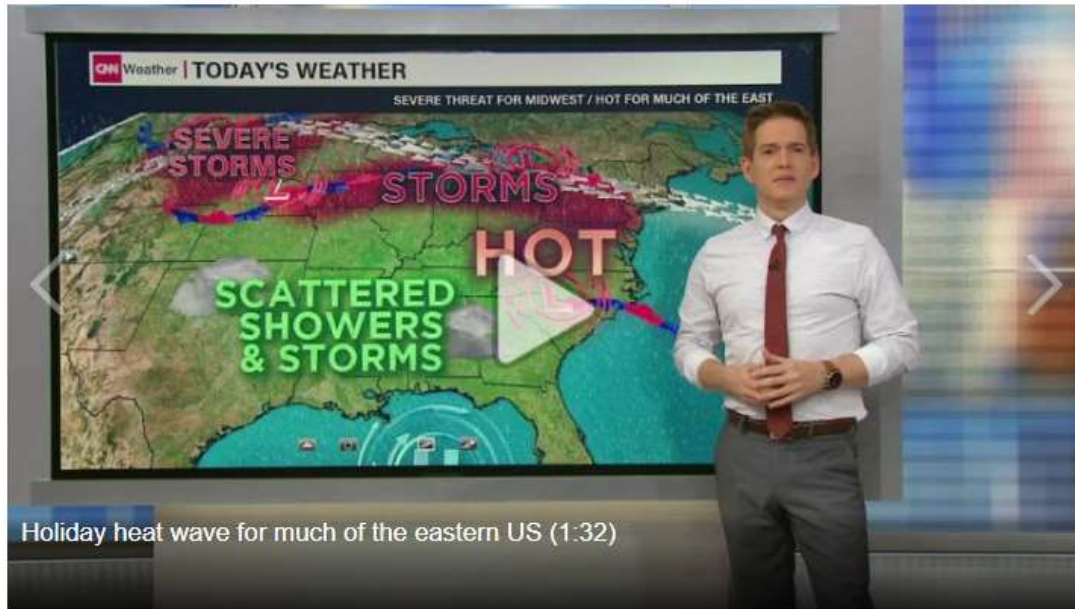 CNN Weather | TODAY'S WEATHER
SEVERE THREAT FOR MIDWEST / HOT FOR MUCH OF THE EAST
SEVERE
STORMS
STORMS
HOT
SCATTERED
SHOWERS
& STORMS
Holiday heat wave for much of the eastern US (1:32)